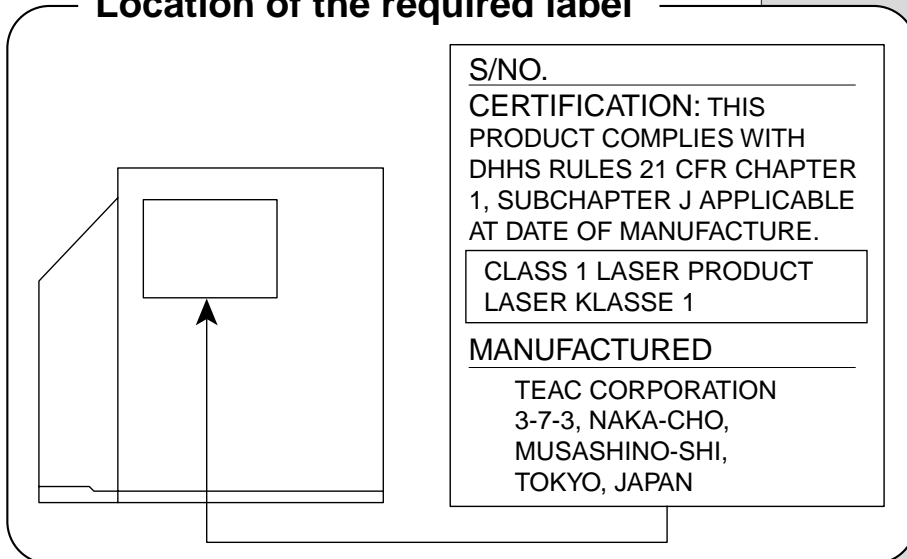 Location of the required label
S/NO.
CERTIFICATION: THIS
PRODUCT COMPLIES WITH
DHHS RULES 21 CFR CHAPTER
1, SUBCHAPTER J APPLICABLE
AT DATE OF MANUFACTURE.
CLASS 1 LASER PRODUCT
LASER KLASSE 1
MANUFACTURED
TEAC CORPORATION
3-7-3, NAKA-CHO,
MUSASHINO-SHI,
TOKYO, JAPAN